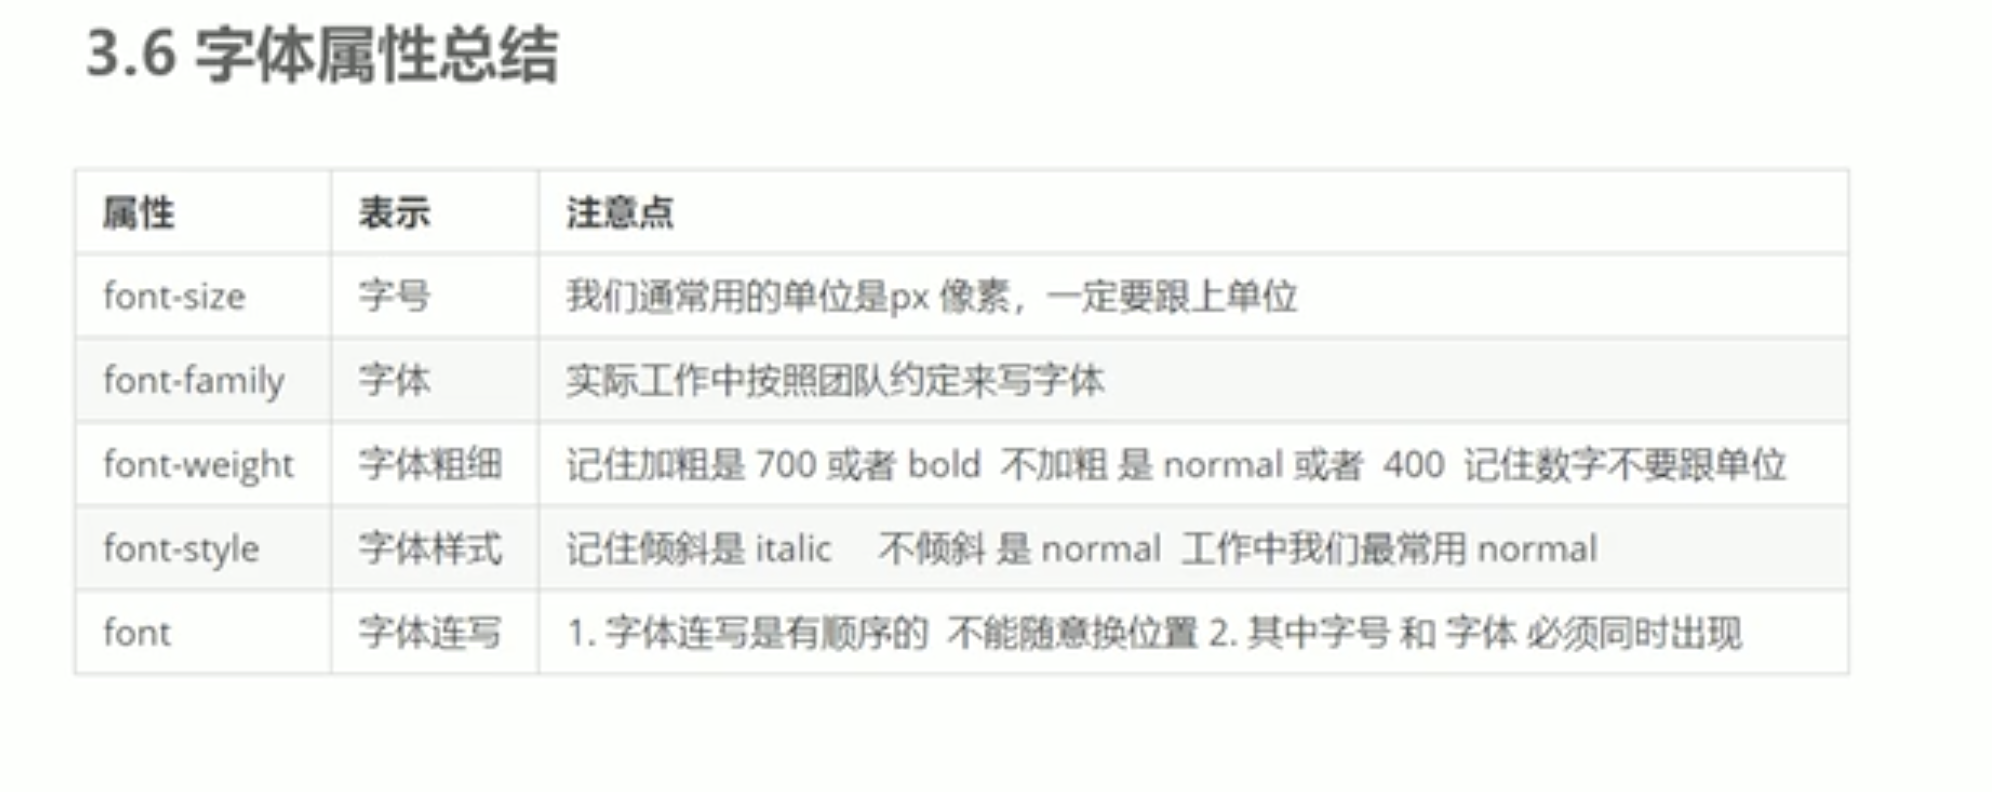 3.6 字体属性总结
属性 表示 注意点
font-size 字号 我们通常用的单位是px 像素，一定要跟上单位
font-family 字体 实际工作中按照团队约定来写字体
font-weight 字体粗细 记住加粗是 700 或者 bold 不加粗 是 normal 或者 400 记住数字不要跟单位
font-style 字体样式 记住倾斜是 italic 不倾斜 是 normal 工作中我们最常用 normal
font 字体连写 1. 字体连写是有顺序的 不能随意换位置 2. 其中字号 和 字体 必须同时出现